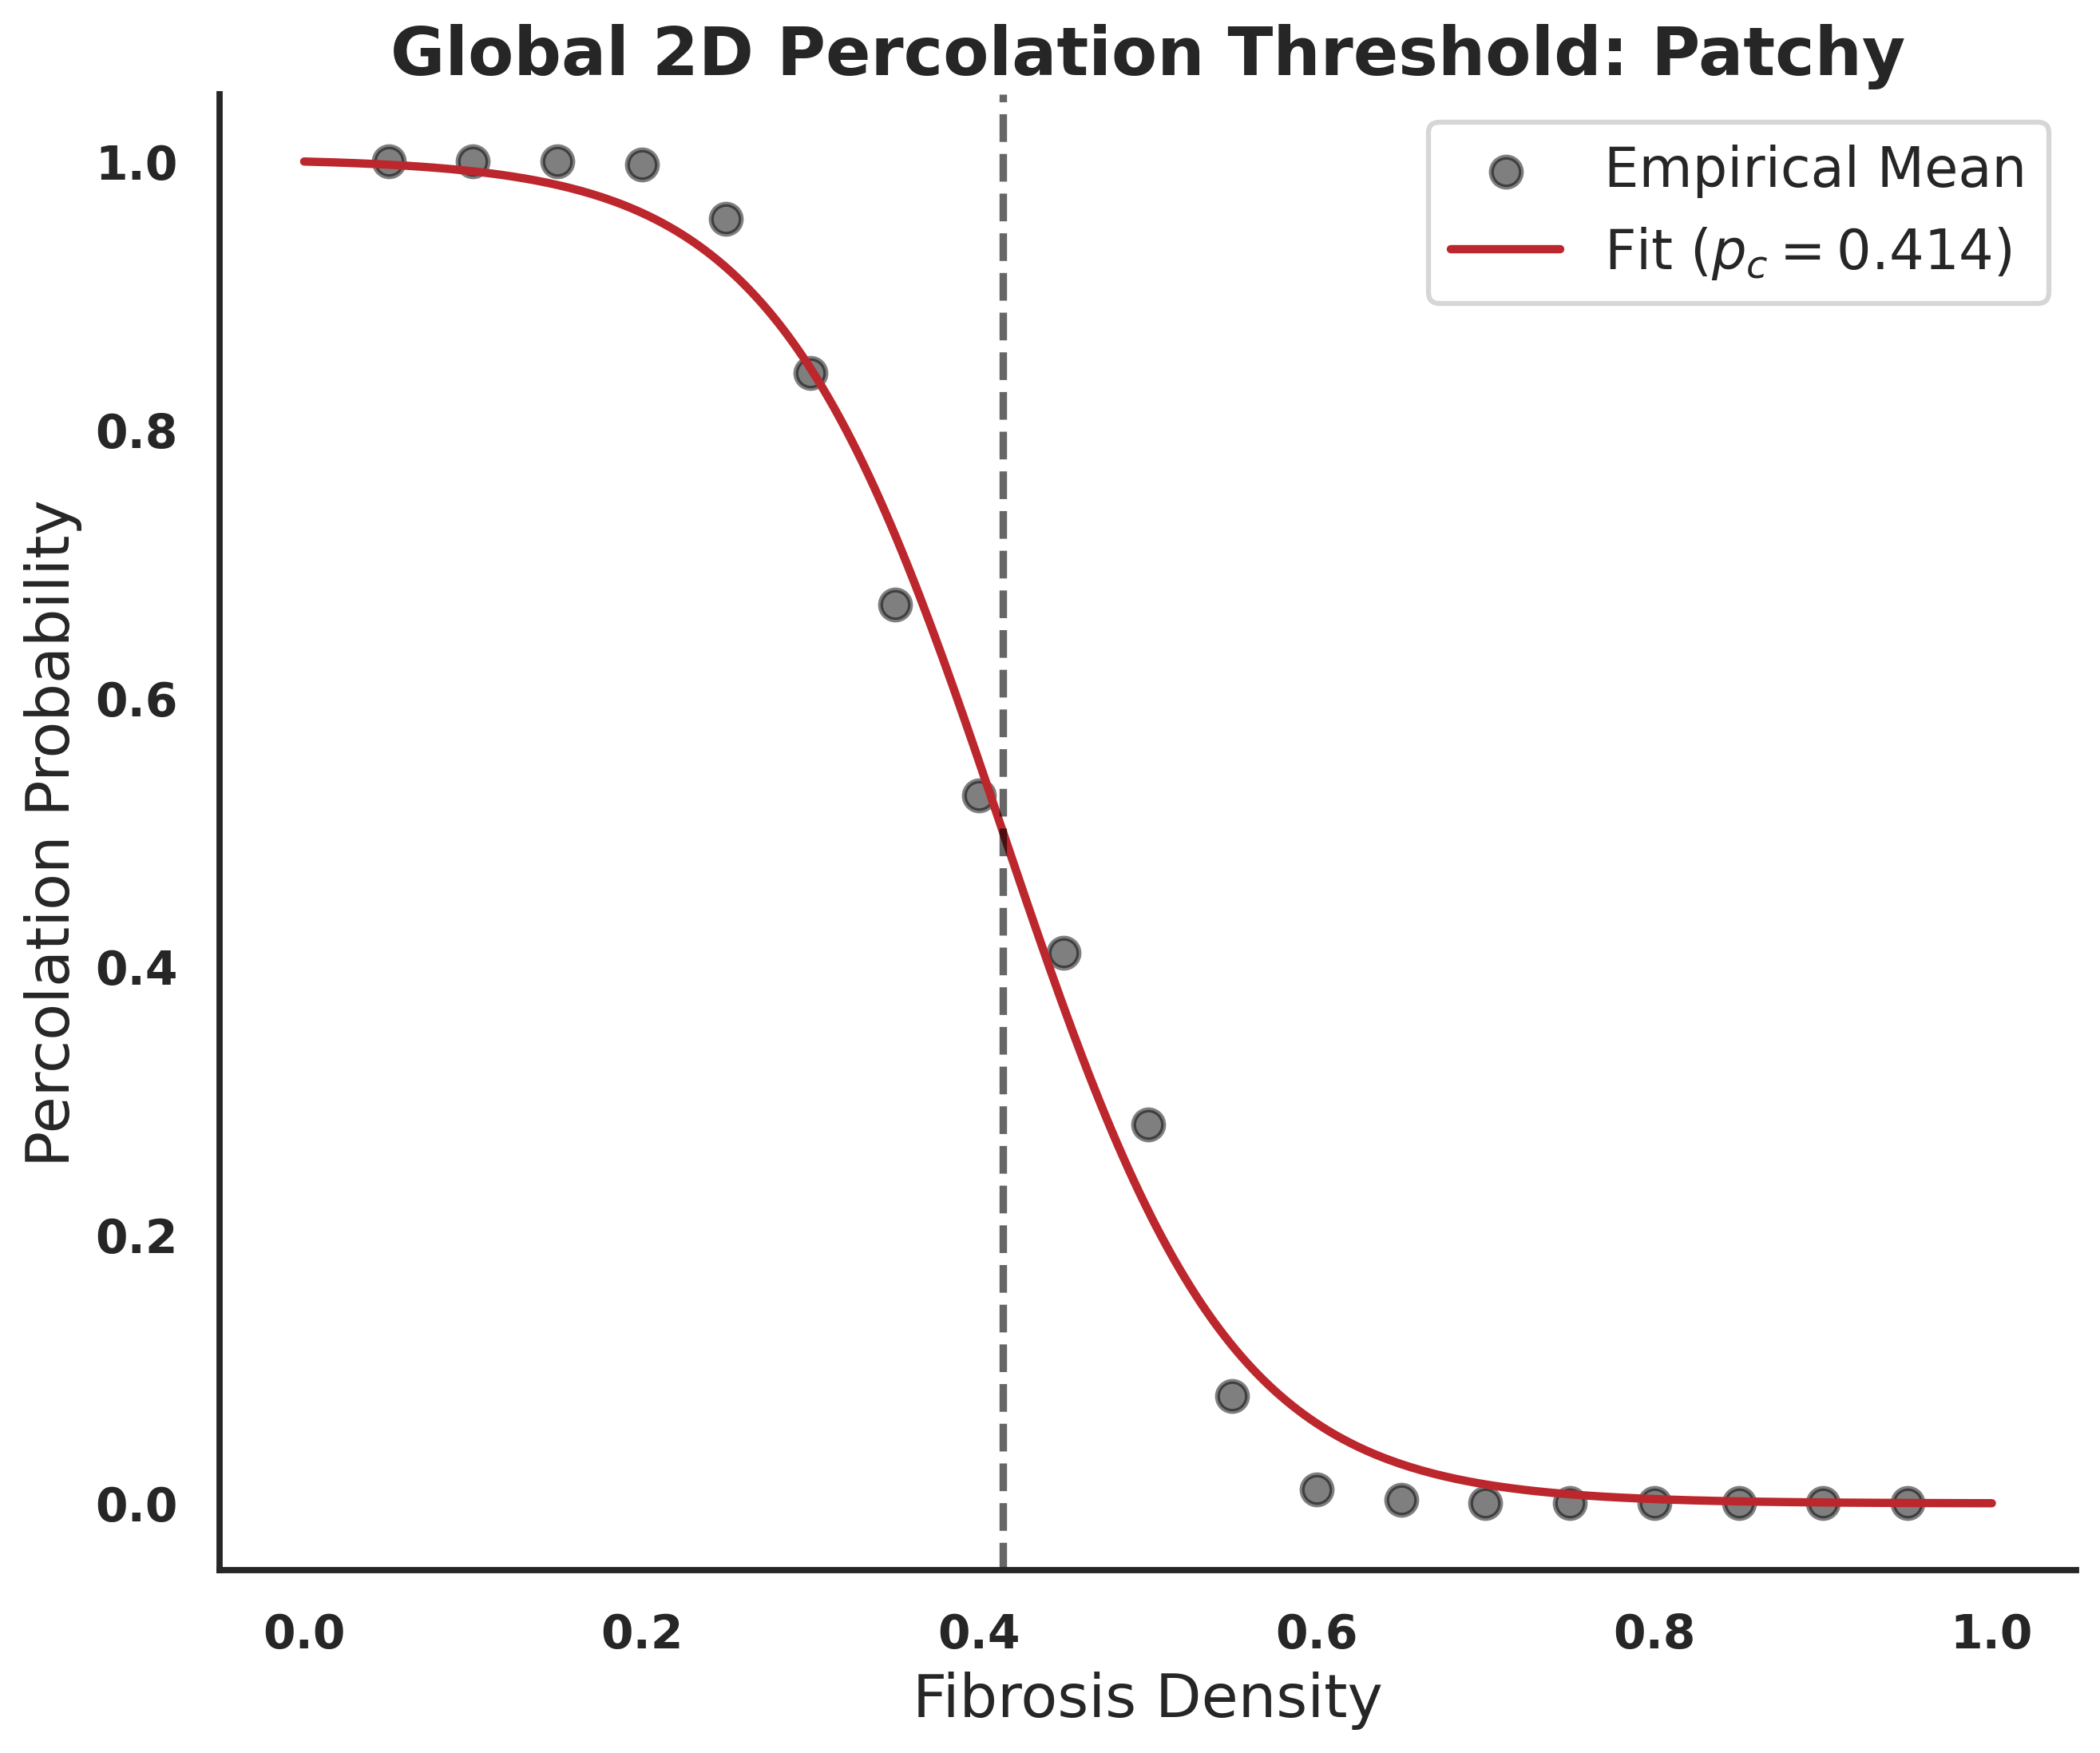 Global 2D Percolation Threshold: Patchy
Empirical Mean
Fit (p_c = 0.414)
Percolation Probability
1.0
0.8
0.6
0.4
0.2
0.0
0.0 0.2 0.4 0.6 0.8 1.0
Fibrosis Density